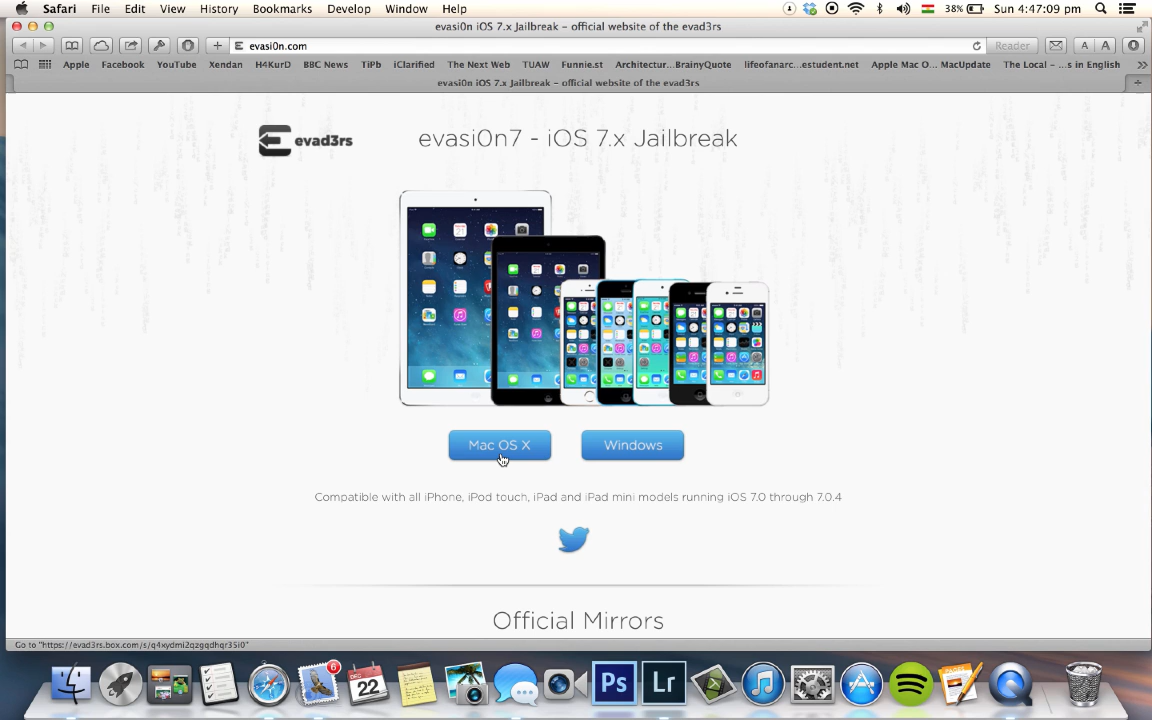 Safari File Edit View History Bookmarks Develop Window Help 38% Sun 4:47:09 pm
evasi0n iOS 7.x Jailbreak – official website of the evad3rs
evasi0n.com Reader A A
Apple Facebook YouTube Xendan H4KurD BBC News TiPb iClarified The Next Web TUAW Funnie.st Architectur... BrainyQuote lifeofanarc...estudent.net Apple Mac O... MacUpdate The Local – ...s in English
evasi0n iOS 7.x Jailbreak – official website of the evad3rs
evad3rs
evasi0n7 - iOS 7.x Jailbreak
Mac OS X Windows
Compatible with all iPhone, iPod touch, iPad and iPad mini models running iOS 7.0 through 7.0.4
Official Mirrors
Go to "https://evad3rs.box.com/s/q4xydmi2qzgqdhqr35i0"
6
DEC
22
Ps Lr